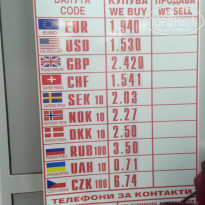 ВАЛУТА КУПУВА ПРОДАВА
CODE WE BUY WE SELL
EUR 1.940
USD 1.530
GBP 2.420
CHF 1.541
SEK 10 2.03
NOK 10 2.27
DKK 10 2.50
RUB 100 3.50
UAH 10 0.71
CZK 100 6.74
ТЕЛЕФОНИ ЗА КОНТАКТИ